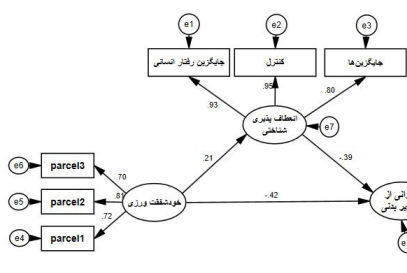 e1
e2
e3
جایگزین رفتار انسانی
کنترل
جایگزین‌ها
.93
.95
.80
انعطاف پذیری
شناختی
e7
e6
parcel3
.70
.21
-.39
e5
parcel2
.81
خودشفقت ورزی
-.42
e4
parcel1
.72